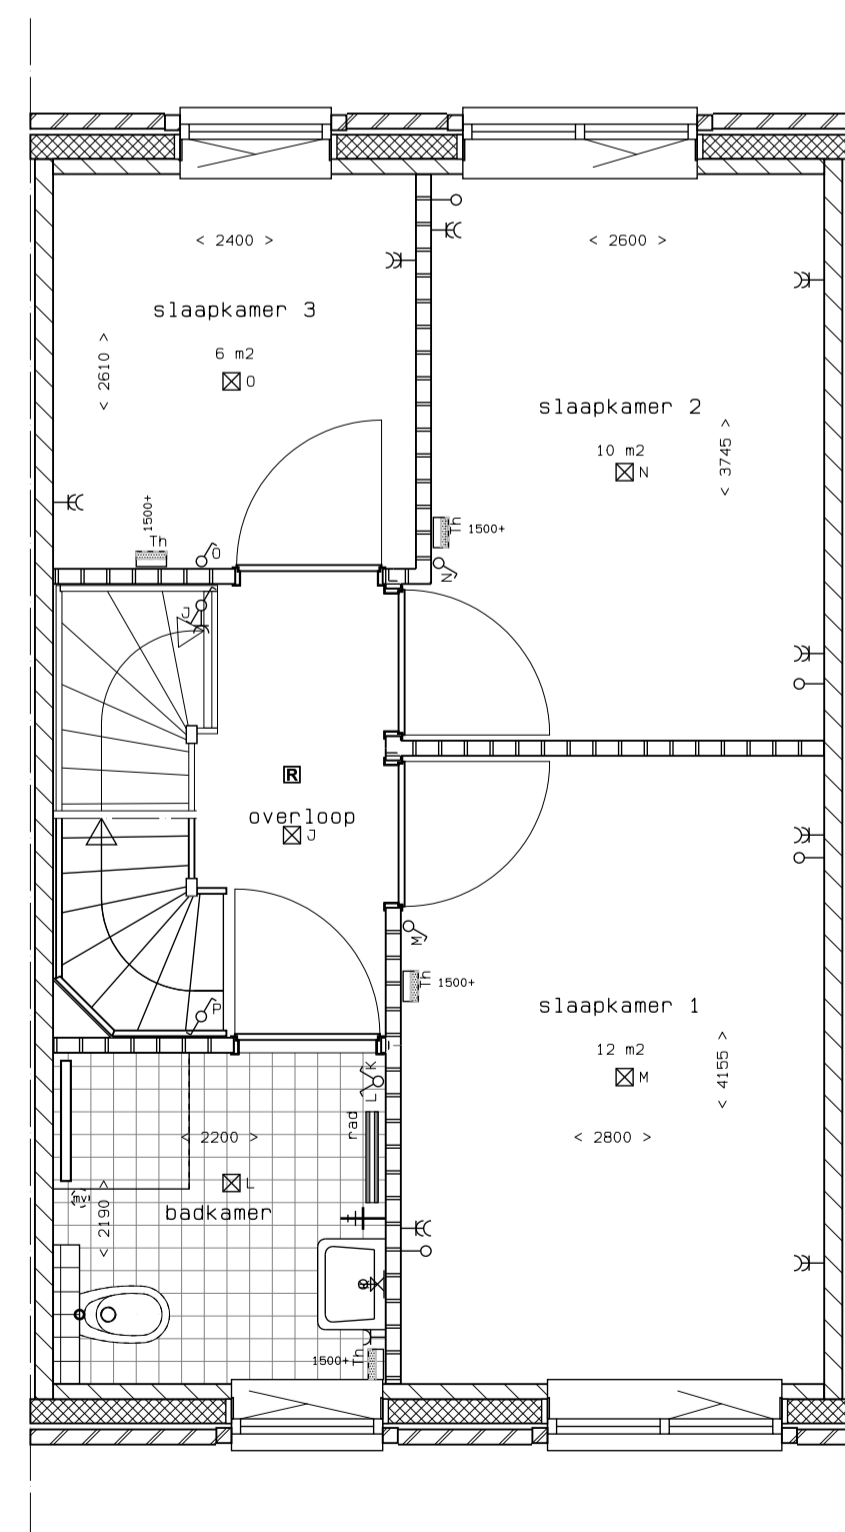 < 2400 >
< 2600 >
slaapkamer 3
< 2610 >
6 m2
O
slaapkamer 2
< 3745 >
10 m2
N
1500+
Th
O
Th
1500+
N
J
R
overloop
J
M
Th
1500+
slaapkamer 1
P
12 m2
M
< 4155 >
K
L
rad
< 2200 >
< 2800 >
L
mv
< 2190 >
badkamer
1500+
Th